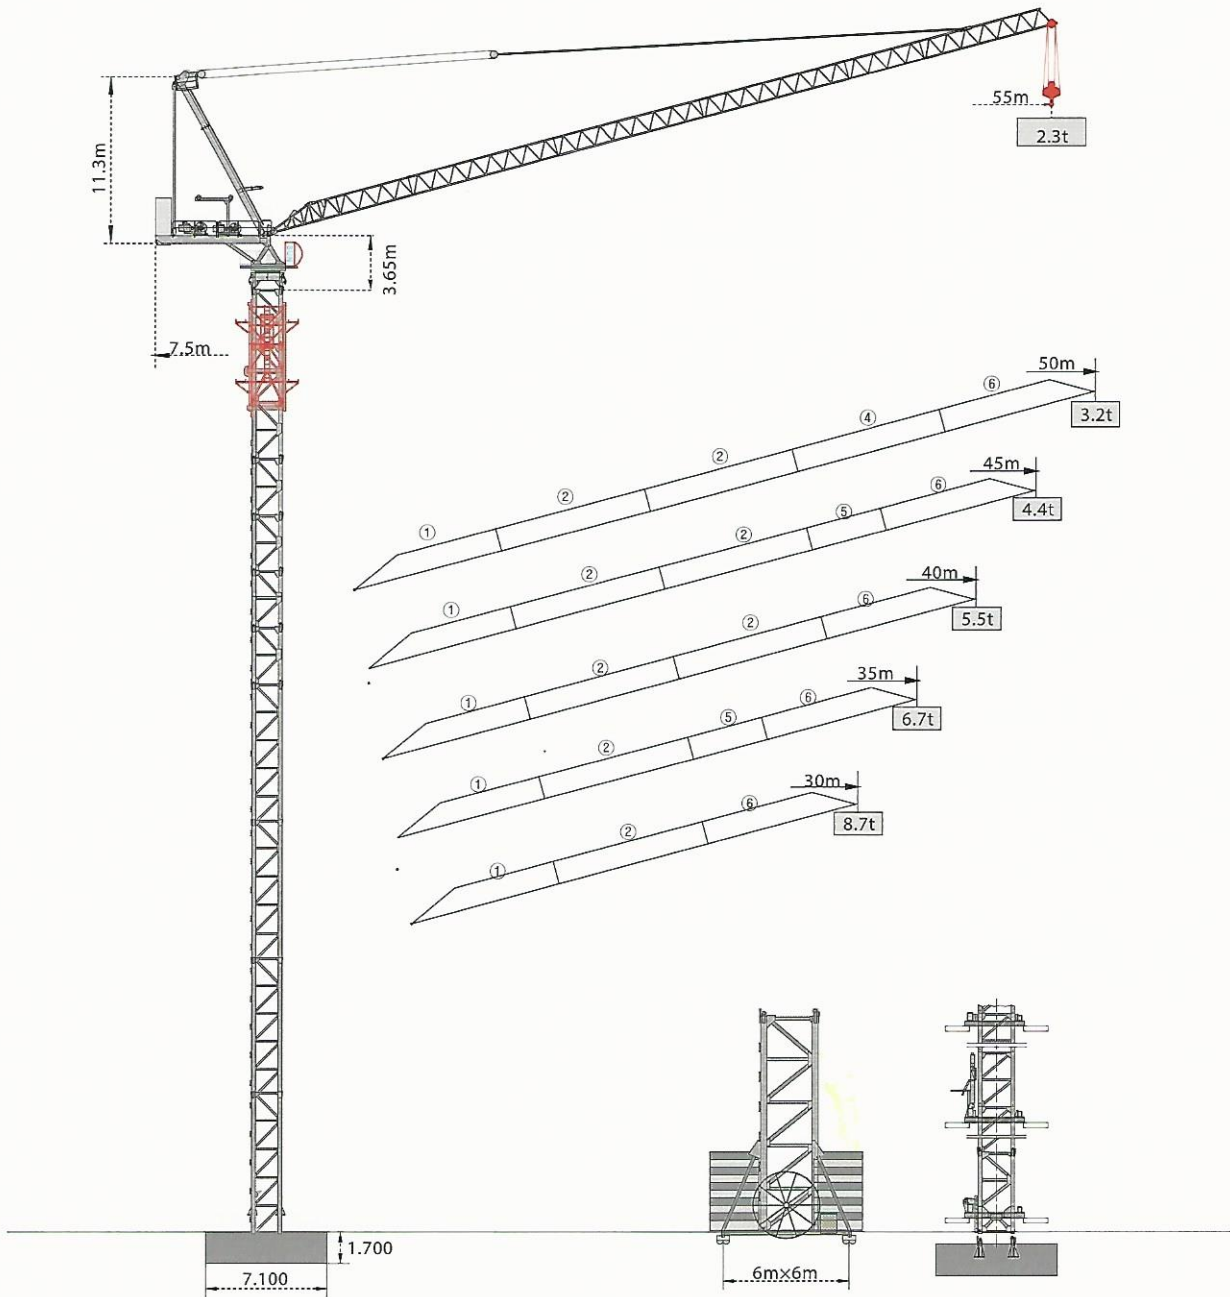 55m
2.3t
11.3m
3.65m
7.5m
50m
⑥
3.2t
④
②
②
①
45m
⑥
4.4t
⑤
②
②
①
40m
⑥
5.5t
②
②
①
35m
⑥
6.7t
⑤
②
①
30m
⑥
8.7t
②
①
1.700
7.100
6m×6m